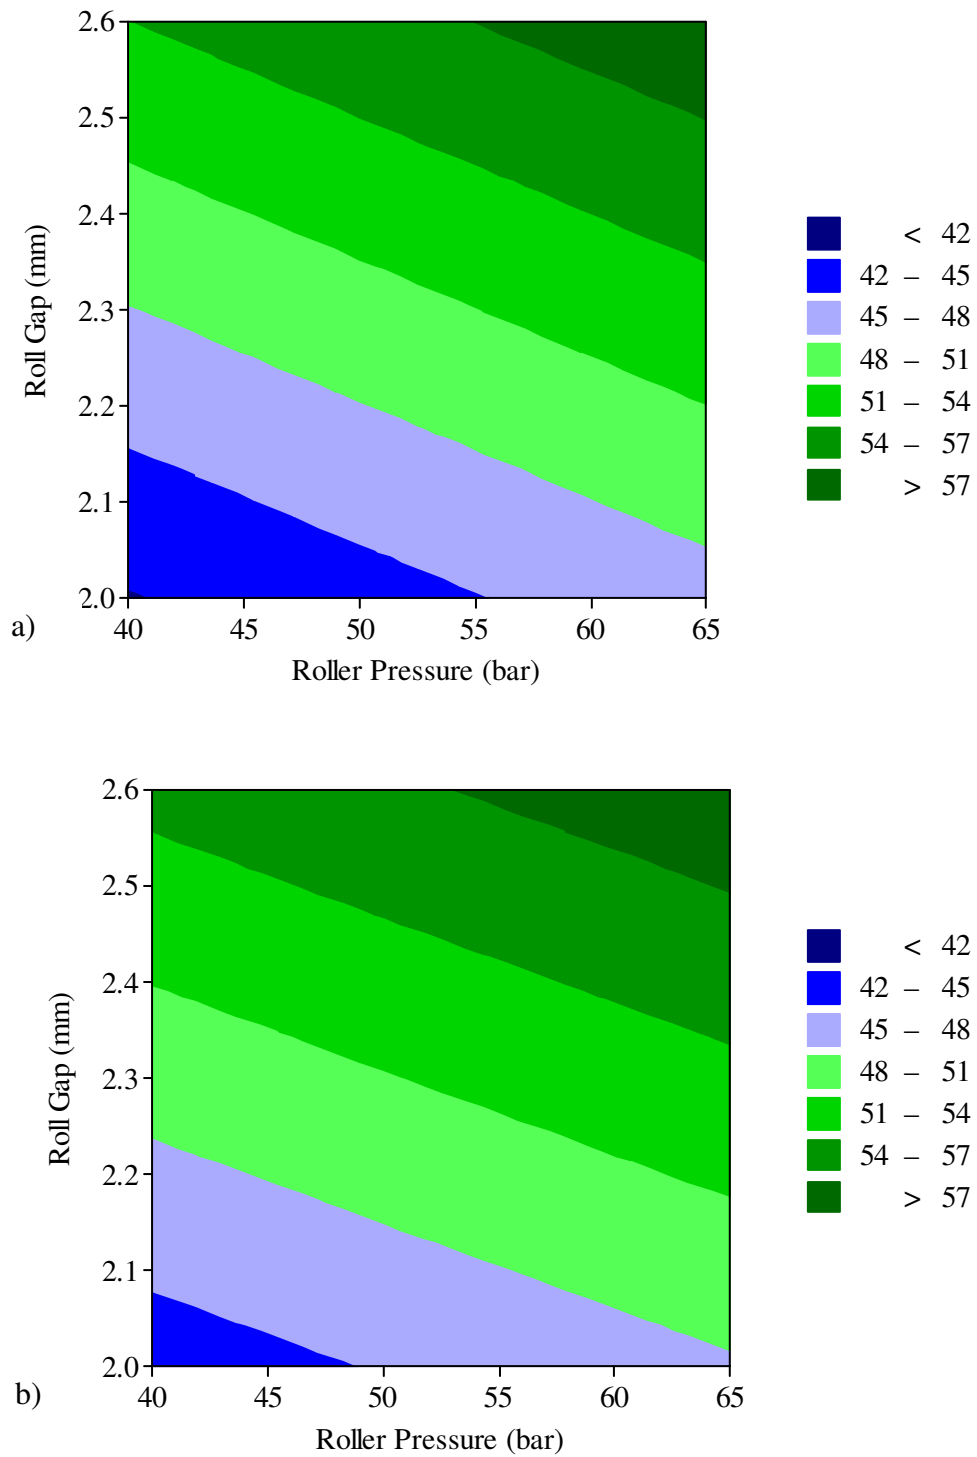 2.6
2.5
2.4
2.3
2.2
2.1
2.0
Roll Gap (mm)
40 45 50 55 60 65
Roller Pressure (bar)
a)
< 42
42 – 45
45 – 48
48 – 51
51 – 54
54 – 57
> 57
2.6
2.5
2.4
2.3
2.2
2.1
2.0
Roll Gap (mm)
40 45 50 55 60 65
Roller Pressure (bar)
b)
< 42
42 – 45
45 – 48
48 – 51
51 – 54
54 – 57
> 57